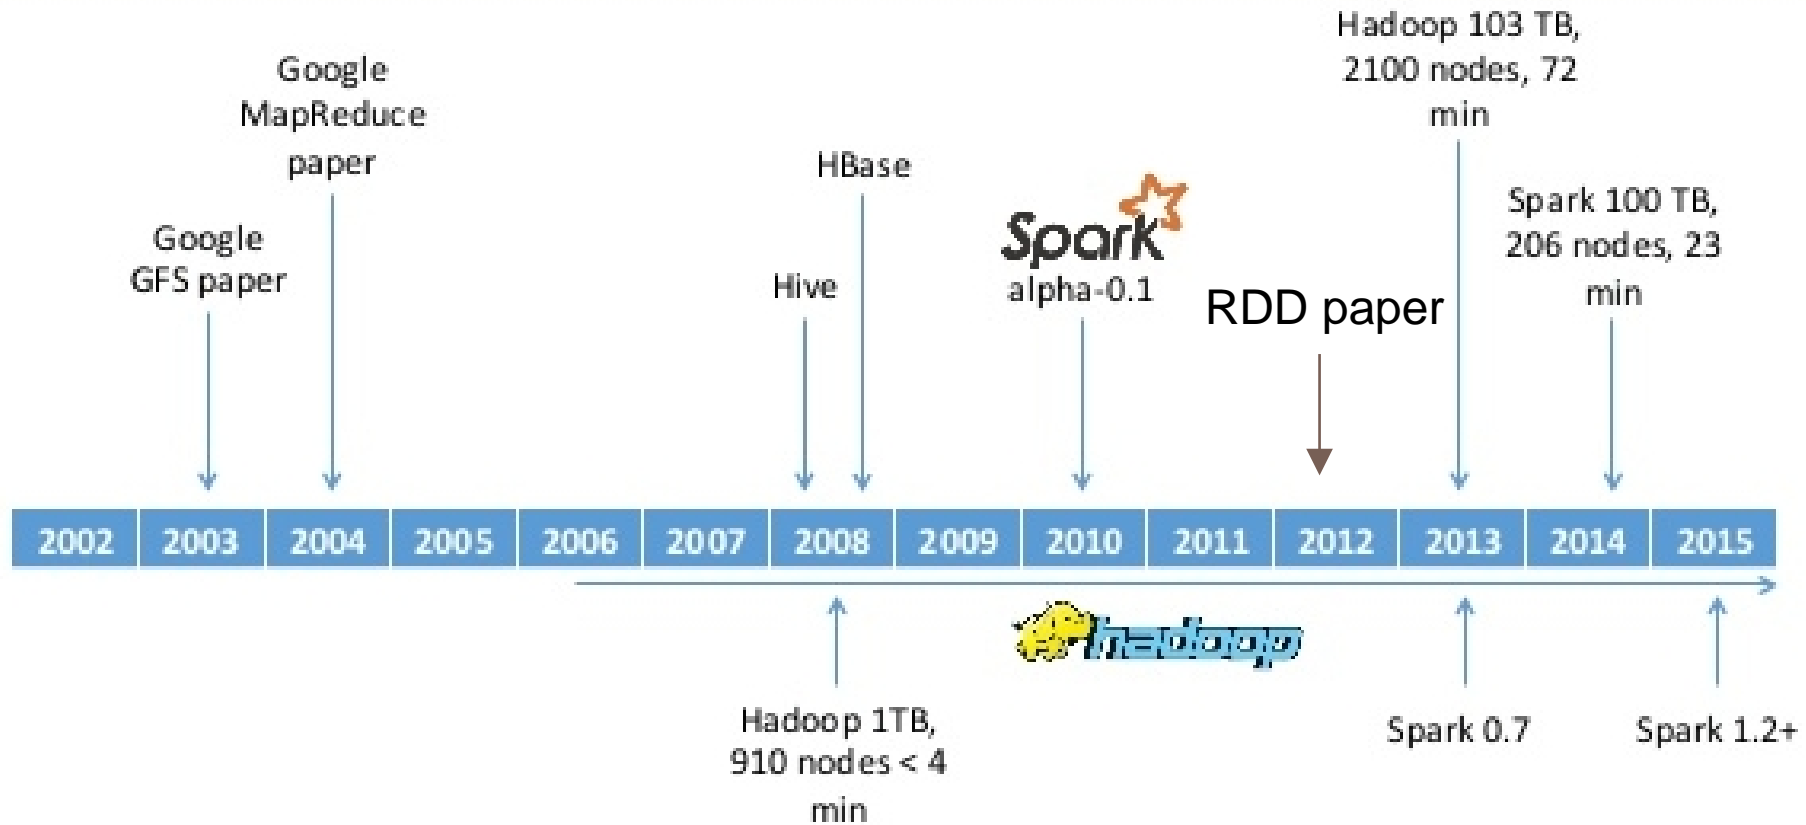 Google
MapReduce
paper
Google
GFS paper
HBase
Hive
Spark
alpha-0.1
RDD paper
Hadoop 103 TB,
2100 nodes, 72
min
Spark 100 TB,
206 nodes, 23
min
2002 2003 2004 2005 2006 2007 2008 2009 2010 2011 2012 2013 2014 2015
hadoop
Hadoop 1TB,
910 nodes < 4
min
Spark 0.7
Spark 1.2+